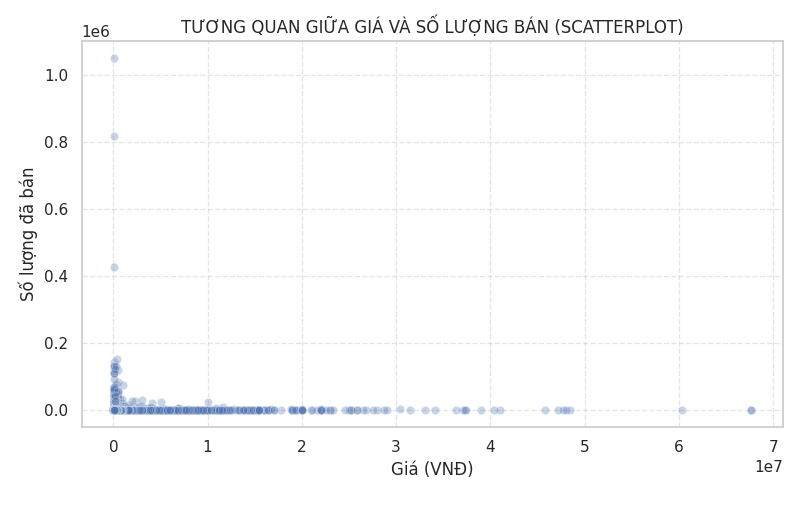 TƯƠNG QUAN GIỮA GIÁ VÀ SỐ LƯỢNG BÁN (SCATTERPLOT)
1e6
1.0
0.8
0.6
0.4
0.2
0.0
Số lượng đã bán
0 1 2 3 4 5 6 7
1e7
Giá (VNĐ)